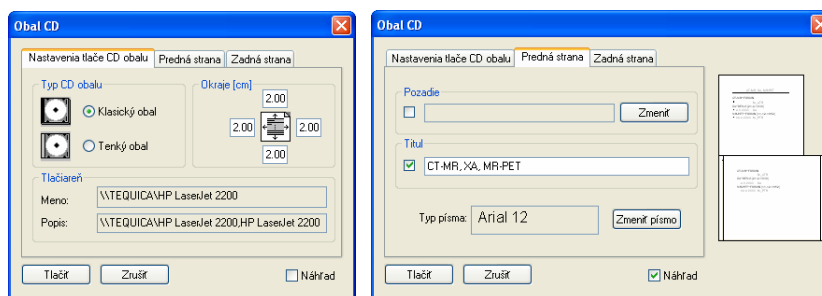 Obal CD
Nastavenia tlače CD obalu Predná strana Zadná strana
Typ CD obalu
Klasický obal
Tenký obal
Okraje [cm]
2.00
2.00 2.00
2.00
Tlačiareň
Meno: \\TEQUICA\HP LaserJet 2200
Popis: \\TEQUICA\HP LaserJet 2200,HP LaserJet 2200
Tlačiť Zrušiť Náhľad
Obal CD
Nastavenia tlače CD obalu Predná strana Zadná strana
Pozadie
Zmeniť
Titul
CT-MR, XA, MR-PET
Typ písma: Arial 12 Zmeniť písmo
Tlačiť Zrušiť Náhľad